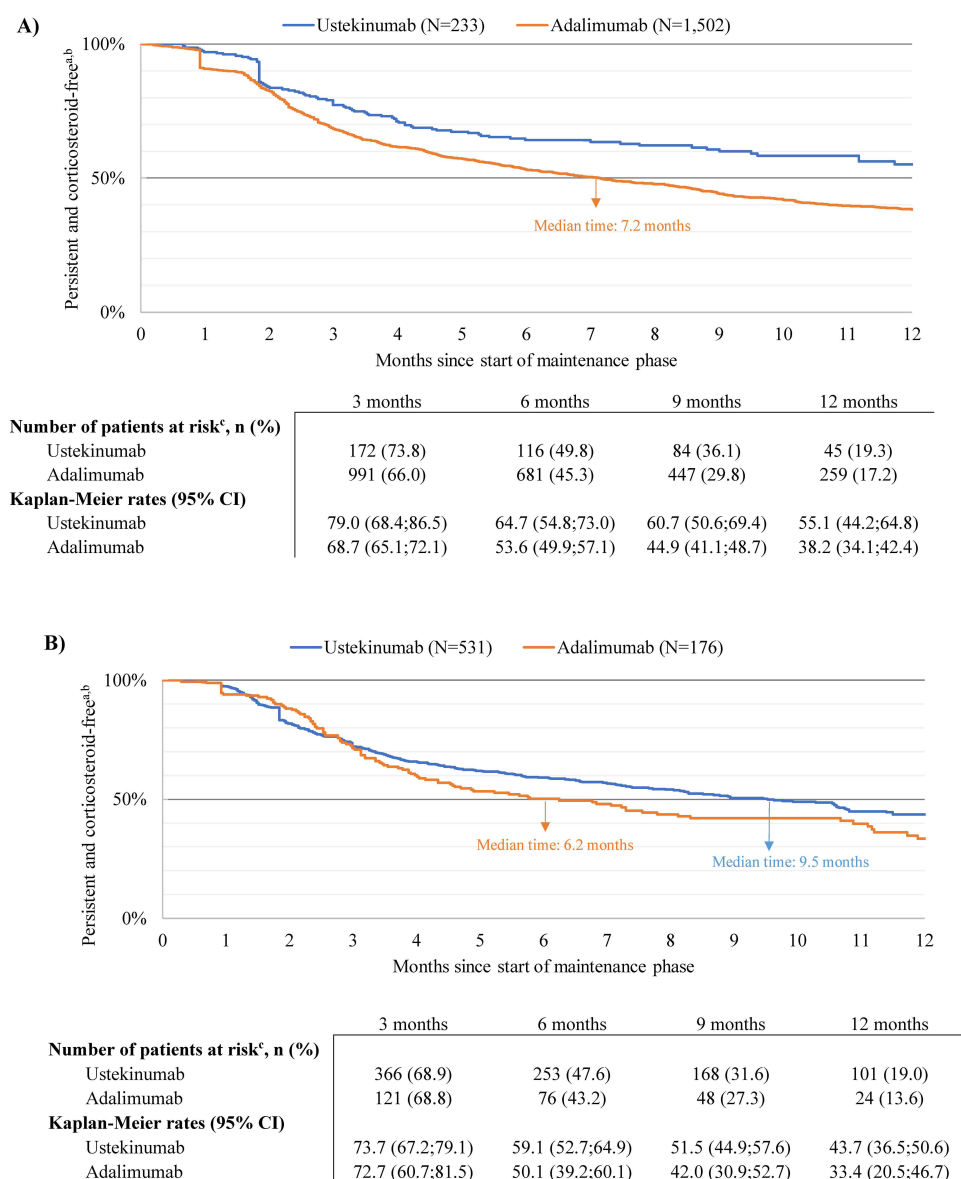 A)
Ustekinumab (N=233) Adalimumab (N=1,502)
Persistent and corticosteroid-freea,b
100%
50%
0%
Median time: 7.2 months
0 1 2 3 4 5 6 7 8 9 10 11 12
Months since start of maintenance phase
3 months 6 months 9 months 12 months
Number of patients at riskc, n (%)
Ustekinumab 172 (73.8) 116 (49.8) 84 (36.1) 45 (19.3)
Adalimumab 991 (66.0) 681 (45.3) 447 (29.8) 259 (17.2)
Kaplan-Meier rates (95% CI)
Ustekinumab 79.0 (68.4;86.5) 64.7 (54.8;73.0) 60.7 (50.6;69.4) 55.1 (44.2;64.8)
Adalimumab 68.7 (65.1;72.1) 53.6 (49.9;57.1) 44.9 (41.1;48.7) 38.2 (34.1;42.4)
B)
Ustekinumab (N=531) Adalimumab (N=176)
Persistent and corticosteroid-freea,b
100%
50%
0%
Median time: 6.2 months
Median time: 9.5 months
0 1 2 3 4 5 6 7 8 9 10 11 12
Months since start of maintenance phase
3 months 6 months 9 months 12 months
Number of patients at riskc, n (%)
Ustekinumab 366 (68.9) 253 (47.6) 168 (31.6) 101 (19.0)
Adalimumab 121 (68.8) 76 (43.2) 48 (27.3) 24 (13.6)
Kaplan-Meier rates (95% CI)
Ustekinumab 73.7 (67.2;79.1) 59.1 (52.7;64.9) 51.5 (44.9;57.6) 43.7 (36.5;50.6)
Adalimumab 72.7 (60.7;81.5) 50.1 (39.2;60.1) 42.0 (30.9;52.7) 33.4 (20.5;46.7)